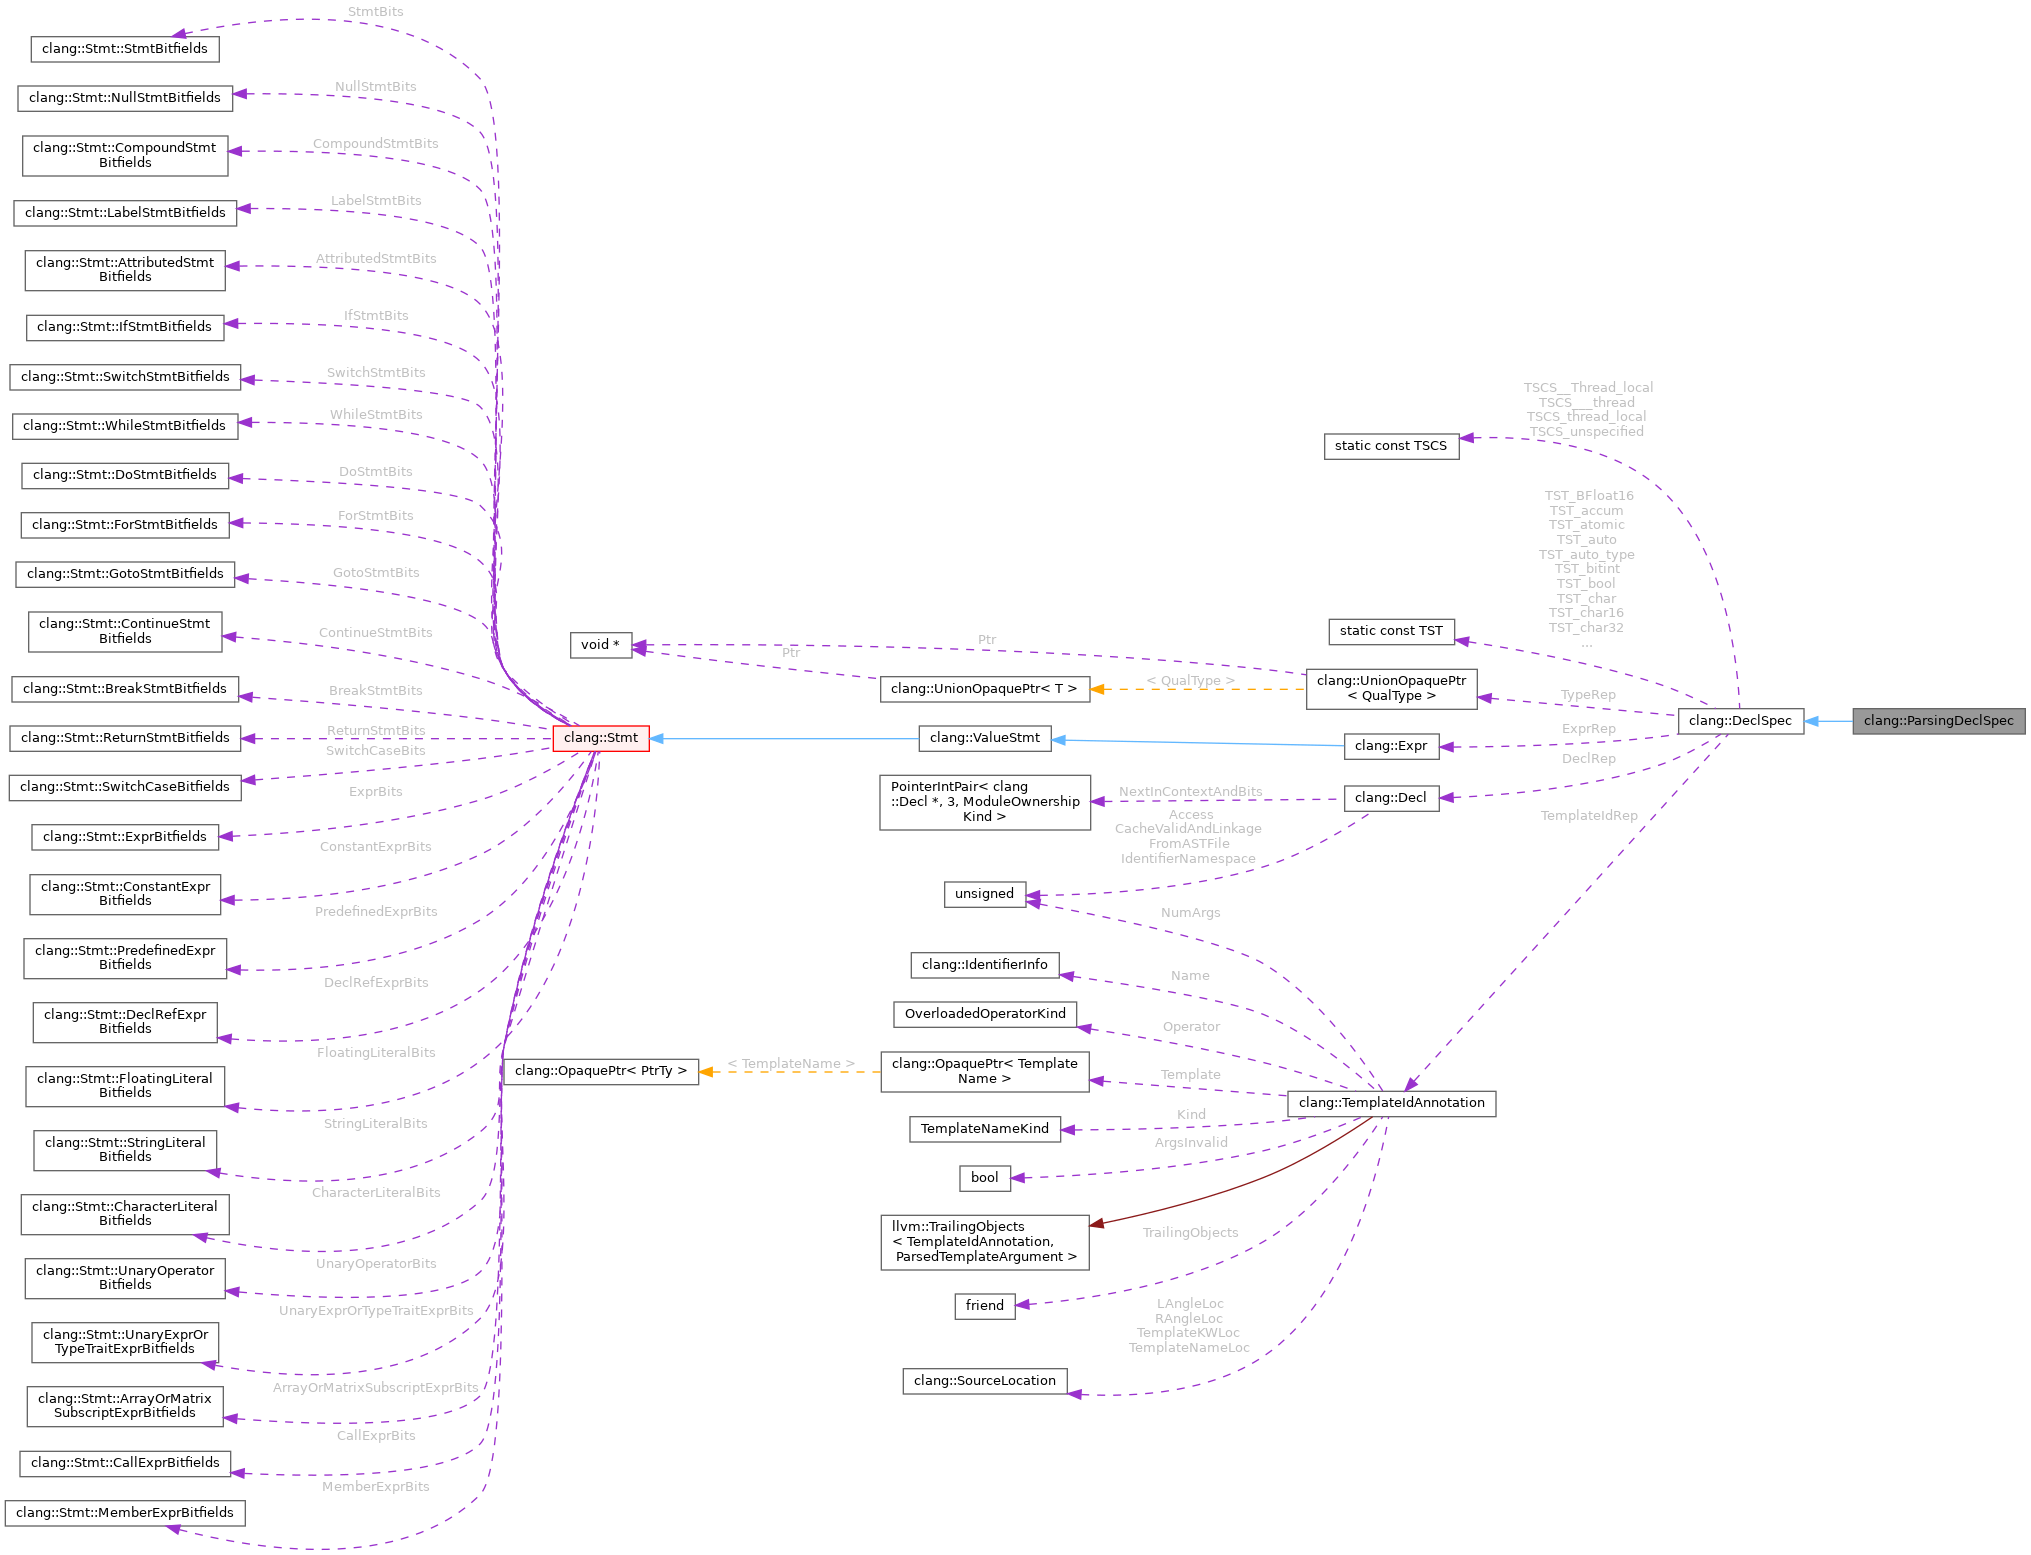 StmtBits
clang::Stmt::StmtBitfields
NullStmtBits
clang::Stmt::NullStmtBitfields
CompoundStmtBits
clang::Stmt::CompoundStmt
Bitfields
LabelStmtBits
clang::Stmt::LabelStmtBitfields
AttributedStmtBits
clang::Stmt::AttributedStmt
Bitfields
IfStmtBits
clang::Stmt::IfStmtBitfields
SwitchStmtBits
clang::Stmt::SwitchStmtBitfields
WhileStmtBits
clang::Stmt::WhileStmtBitfields
DoStmtBits
clang::Stmt::DoStmtBitfields
ForStmtBits
clang::Stmt::ForStmtBitfields
GotoStmtBits
clang::Stmt::GotoStmtBitfields
ContinueStmtBits
clang::Stmt::ContinueStmt
Bitfields
BreakStmtBits
clang::Stmt::BreakStmtBitfields
ReturnStmtBits
clang::Stmt::ReturnStmtBitfields
SwitchCaseBits
clang::Stmt::SwitchCaseBitfields
ExprBits
clang::Stmt::ExprBitfields
ConstantExprBits
clang::Stmt::ConstantExpr
Bitfields
PredefinedExprBits
clang::Stmt::PredefinedExpr
Bitfields
DeclRefExprBits
clang::Stmt::DeclRefExpr
Bitfields
FloatingLiteralBits
clang::Stmt::FloatingLiteral
Bitfields
StringLiteralBits
clang::Stmt::StringLiteral
Bitfields
CharacterLiteralBits
clang::Stmt::CharacterLiteral
Bitfields
UnaryOperatorBits
clang::Stmt::UnaryOperator
Bitfields
UnaryExprOrTypeTraitExprBits
clang::Stmt::UnaryExprOr
TypeTraitExprBitfields
ArrayOrMatrixSubscriptExprBits
clang::Stmt::ArrayOrMatrix
SubscriptExprBitfields
CallExprBits
clang::Stmt::CallExprBitfields
MemberExprBits
clang::Stmt::MemberExprBitfields
void *
Ptr
Ptr
clang::Stmt
clang::OpaquePtr< PtrTy >
< TemplateName >
clang::UnionOpaquePtr< T >
< QualType >
clang::ValueStmt
PointerIntPair< clang
::Decl *, 3, ModuleOwnership
Kind >
NextInContextAndBits
Access
CacheValidAndLinkage
FromASTFile
IdentifierNamespace
unsigned
NumArgs
clang::IdentifierInfo
Name
OverloadedOperatorKind
Operator
clang::OpaquePtr< Template
Name >
Template
TemplateNameKind
Kind
bool
ArgsInvalid
llvm::TrailingObjects
< TemplateIdAnnotation,
ParsedTemplateArgument >
TrailingObjects
friend
LAngleLoc
RAngleLoc
TemplateKWLoc
TemplateNameLoc
clang::SourceLocation
TSCS__Thread_local
TSCS___thread
TSCS_thread_local
TSCS_unspecified
static const TSCS
TST_BFloat16
TST_accum
TST_atomic
TST_auto
TST_auto_type
TST_bitint
TST_bool
TST_char
TST_char16
TST_char32
...
static const TST
clang::UnionOpaquePtr
< QualType >
TypeRep
clang::Expr
ExprRep
clang::Decl
DeclRep
TemplateIdRep
clang::TemplateIdAnnotation
clang::DeclSpec
clang::ParsingDeclSpec